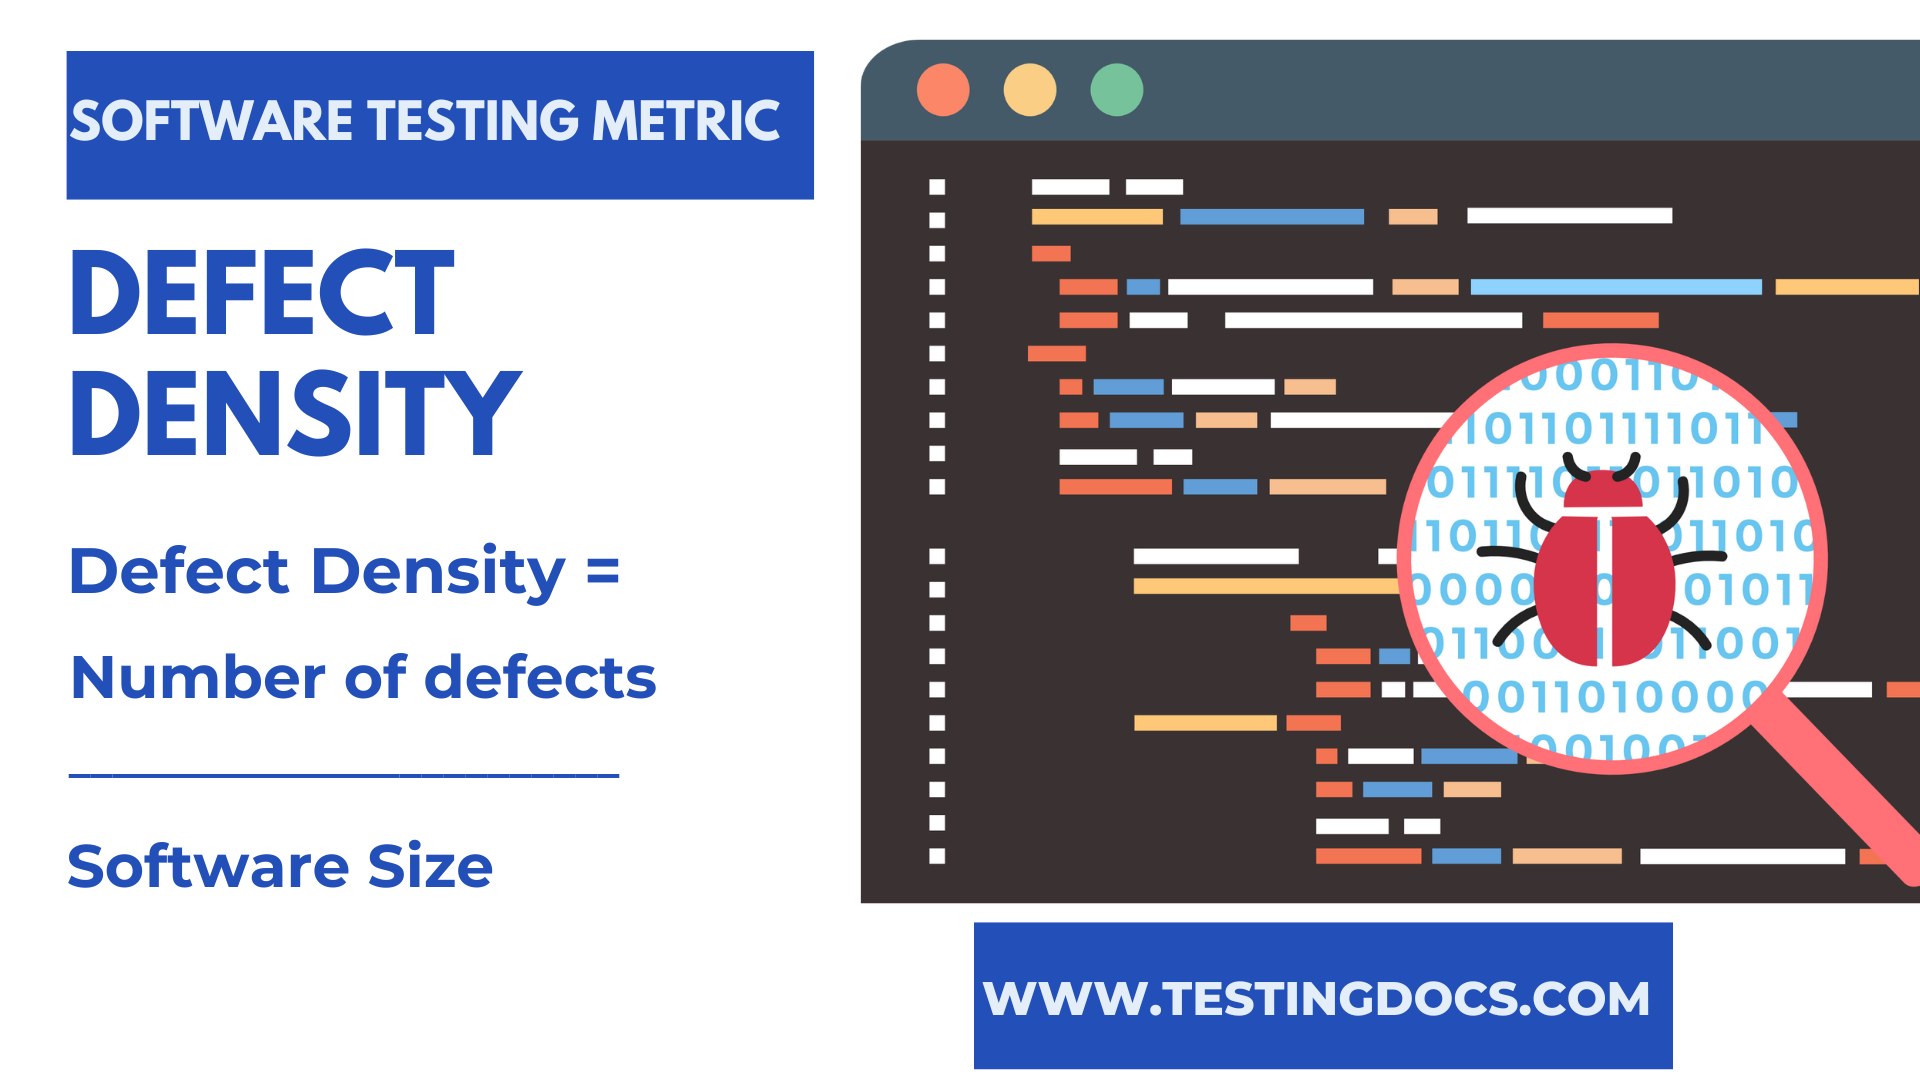 SOFTWARE TESTING METRIC
DEFECT
DENSITY
Defect Density =
Number of defects
Software Size
WWW.TESTINGDOCS.COM